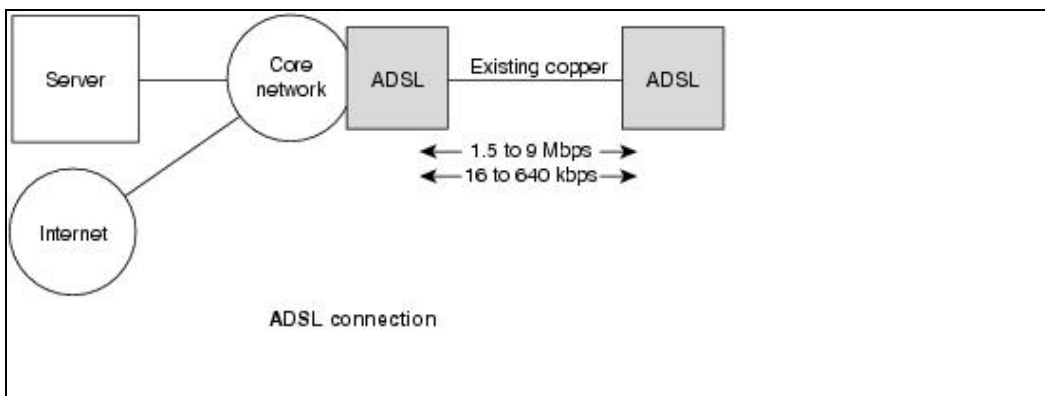 Server
Core
network
ADSL
Existing copper
ADSL
1.5 to 9 Mbps
16 to 640 kbps
Internet
ADSL connection